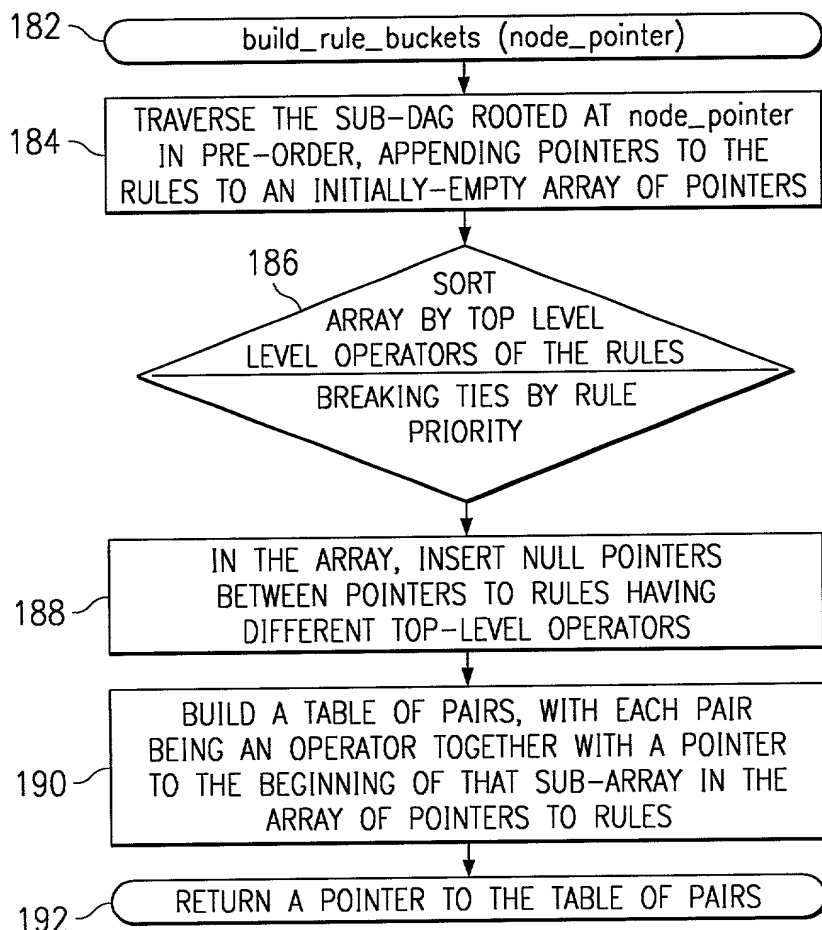 182
build_rule_buckets (node_pointer)
184
TRAVERSE THE SUB-DAG ROOTED AT node_pointer
IN PRE-ORDER, APPENDING POINTERS TO THE
RULES TO AN INITIALLY-EMPTY ARRAY OF POINTERS
186
SORT
ARRAY BY TOP LEVEL
LEVEL OPERATORS OF THE RULES
BREAKING TIES BY RULE
PRIORITY
188
IN THE ARRAY, INSERT NULL POINTERS
BETWEEN POINTERS TO RULES HAVING
DIFFERENT TOP-LEVEL OPERATORS
190
BUILD A TABLE OF PAIRS, WITH EACH PAIR
BEING AN OPERATOR TOGETHER WITH A POINTER
TO THE BEGINNING OF THAT SUB-ARRAY IN THE
ARRAY OF POINTERS TO RULES
192
RETURN A POINTER TO THE TABLE OF PAIRS